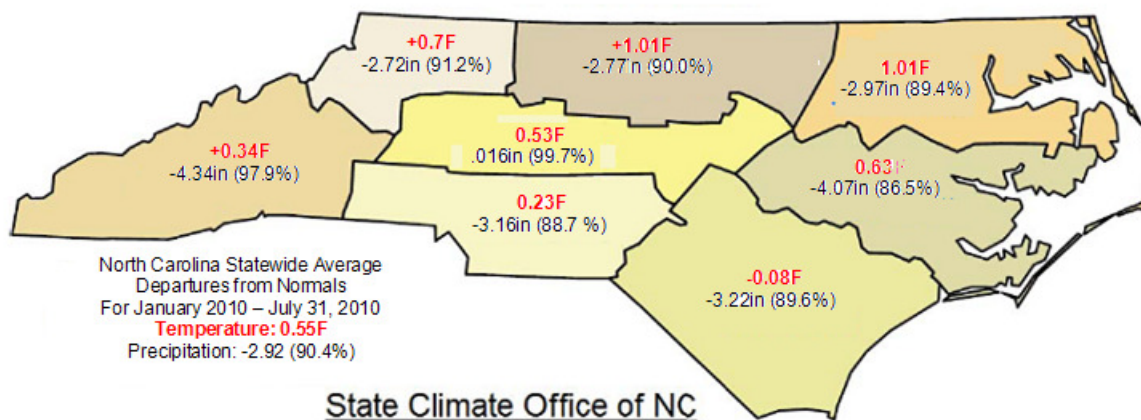 +0.7F
-2.72in (91.2%)
+1.01F
-2.77'n (90.0%)
1.01F
-2.97in (89.4%)
+0.34F
-4.34in (97.9%)
0.53F
.016in (99.7%)
0.63F
-4.07in (86.5%)
0.23F
-3.16in (88.7 %)
-0.08F
-3.22in (89.6%)
North Carolina Statewide Average
Departures from Normals
For January 2010 – July 31, 2010
Temperature: 0.55F
Precipitation: -2.92 (90.4%)
State Climate Office of NC